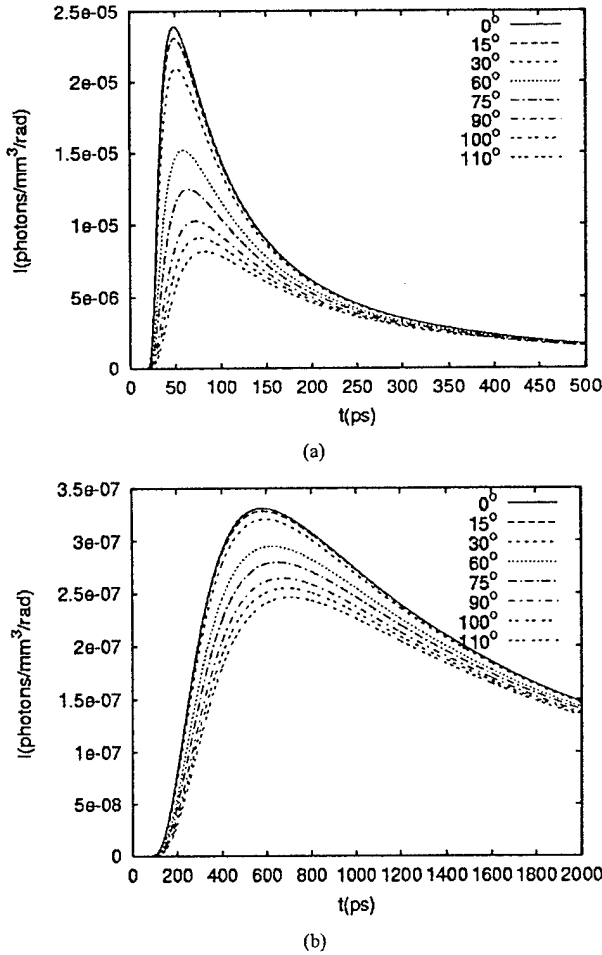 2.5e-05
2e-05
1.5e-05
1e-05
5e-06
0
I(photons/mm³/rad)
0°
15°
30°
60°
75°
90°
100°
110°
0 50 100 150 200 250 300 350 400 450 500
t(ps)
(a)
3.5e-07
3e-07
2.5e-07
2e-07
1.5e-07
1e-07
5e-08
0
I(photons/mm³/rad)
0°
15°
30°
60°
75°
90°
100°
110°
0 200 400 600 800 1000 1200 1400 1600 1800 2000
t(ps)
(b)